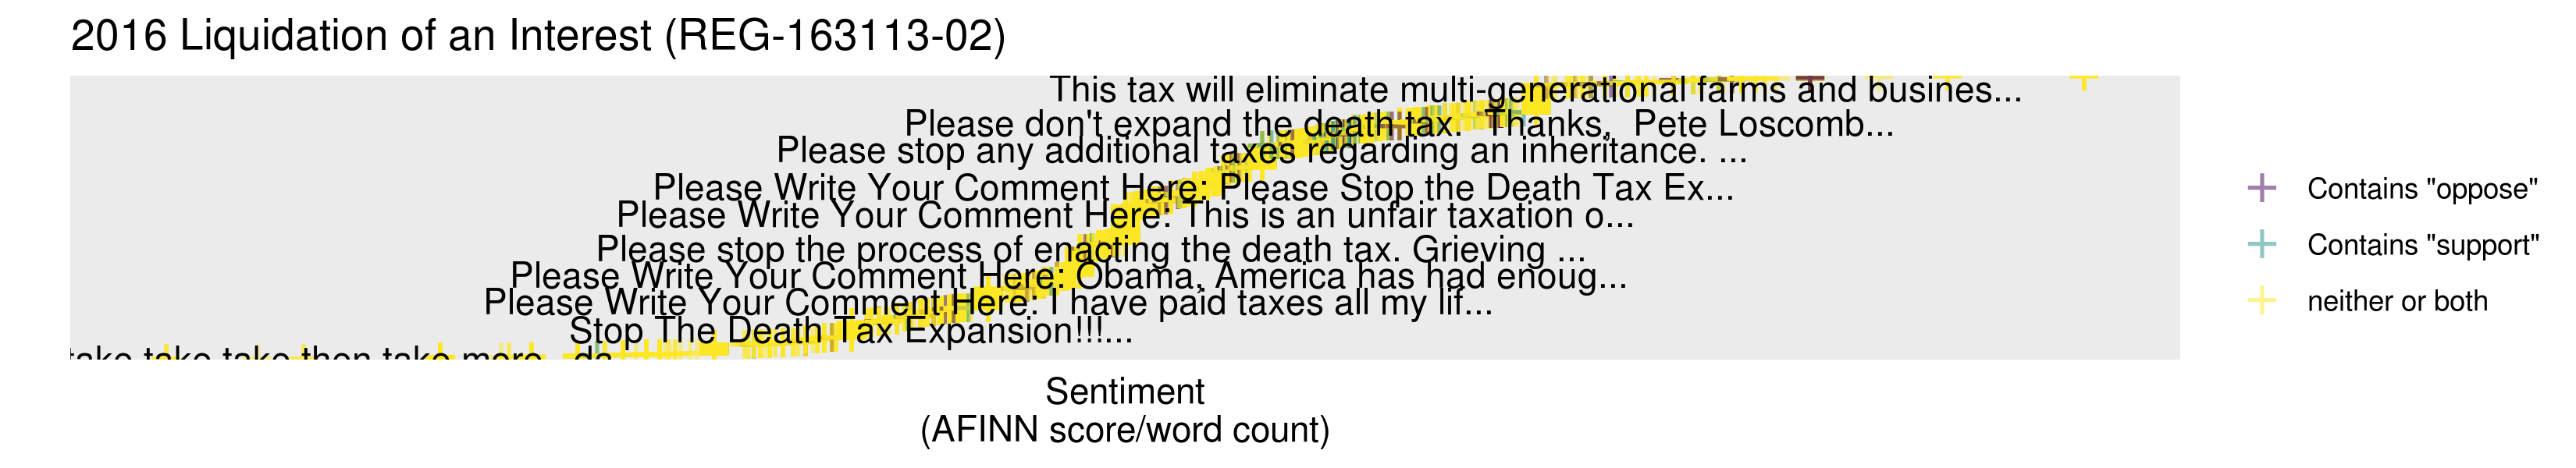 2016 Liquidation of an Interest (REG-163113-02)
This tax will eliminate multi-generational farms and busines...
Please don't expand the death tax. Thanks, Pete Loscomb...
Please stop any additional taxes regarding an inheritance. ...
Please Write Your Comment Here: Please Stop the Death Tax Ex...
Please Write Your Comment Here: This is an unfair taxation o...
Please stop the process of enacting the death tax. Grieving ...
Please Write Your Comment Here: Obama, America has had enoug...
Please Write Your Comment Here: I have paid taxes all my lif...
Stop The Death Tax Expansion!!!...
take take take then take more da
Sentiment
(AFINN score/word count)
Contains "oppose"
Contains "support"
neither or both